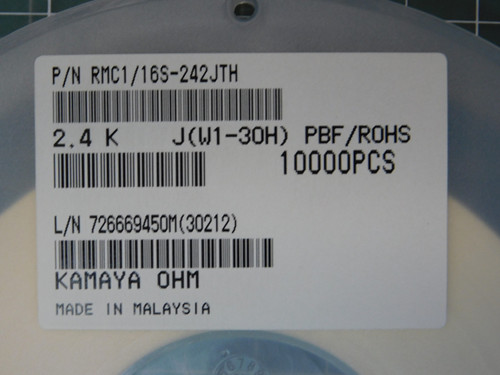 P/N RMC1/16S-242JTH
2.4 K J(W1-30H) PBF/ROHS
10000PCS
L/N 726669450M(30212)
KAMAYA OHM
MADE IN MALAYSIA